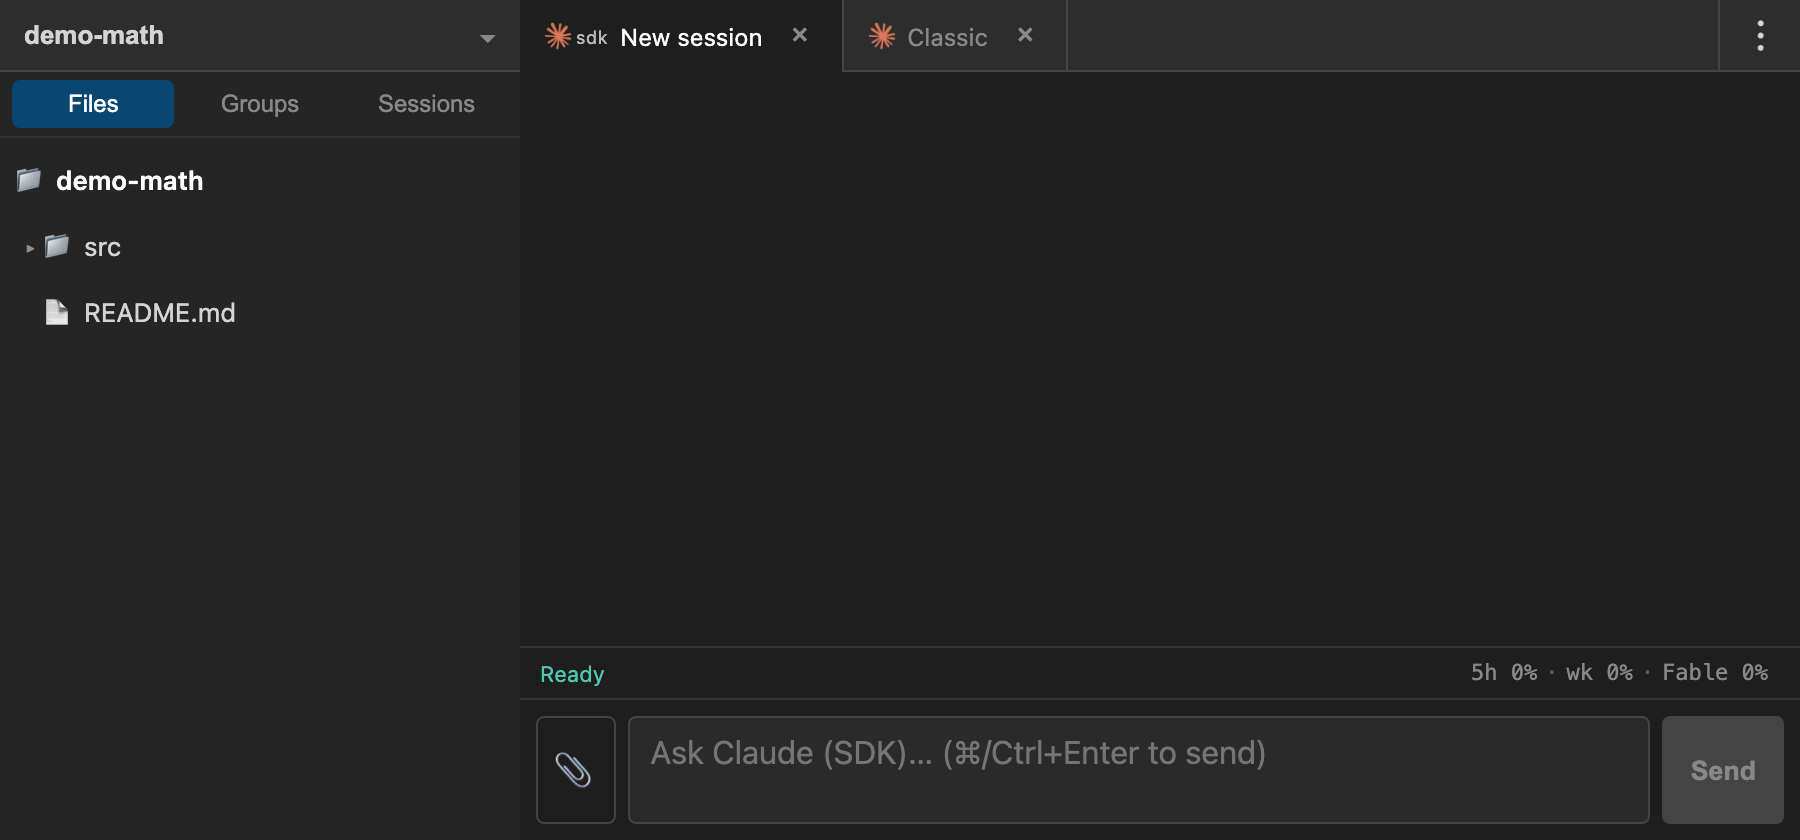 demo-math
sdk New session ×
Classic ×
Files Groups Sessions
demo-math
src
README.md
Ready
5h 0% · wk 0% · Fable 0%
Ask Claude (SDK)... (⌘/Ctrl+Enter to send)
Send